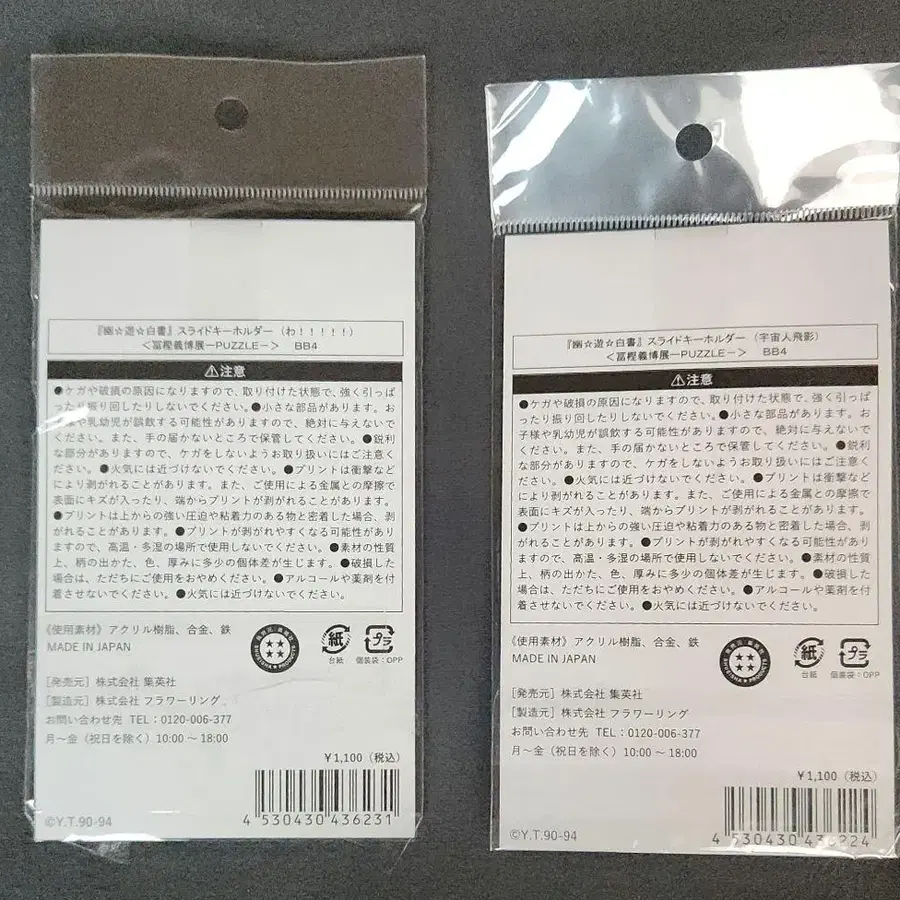 『幽☆遊☆白書』スライドキーホルダー（わ！！！！！）
＜冨樫義博展ーPUZZLEー＞ BB4
⚠注意
●ケガや破損の原因になりますので、取り付けた状態で、強く引っぱ
ったり振り回したりしないでください。●小さな部品があります。お
子様や乳幼児が誤飲する可能性がありますので、絶対に与えないで
ください。また、手の届かないところで保管してください。●鋭利
な部分がありますので、ケガをしないようお取り扱いにはご注意く
ださい。●火気には近づけないでください。●プリントは衝撃など
により剥がれることがあります。また、ご使用による金属との摩擦で
表面にキズが入ったり、端からプリントが剥がれることがあります。
●プリントは上からの強い圧迫や粘着力のある物と密着した場合、剥
がれることがあります。●プリントが剥がれやすくなる可能性があり
ますので、高温・多湿の場所で使用しないでください。●素材の性質
上、柄の出かた、色、厚みに多少の個体差が生じます。●破損した
場合は、ただちにご使用をおやめください。●アルコールや薬剤を付
着させないでください。●火気には近づけないでください。
《使用素材》アクリル樹脂、合金、鉄
MADE IN JAPAN
紙
台紙
プラ
個装袋：OPP
［発売元］株式会社 集英社
［製造元］株式会社 フラワーリング
お問い合わせ先 TEL：0120-006-377
月〜金（祝日を除く）10:00〜18:00
￥1,100（税込）
4 530430 436231
©Y.T.90-94
『幽☆遊☆白書』スライドキーホルダー（宇宙人飛影）
＜冨樫義博展ーPUZZLEー＞ BB4
⚠注意
●ケガや破損の原因になりますので、取り付けた状態で、強く引っぱ
ったり振り回したりしないでください。●小さな部品があります。お
子様や乳幼児が誤飲する可能性がありますので、絶対に与えないで
ください。また、手の届かないところで保管してください。●鋭利
な部分がありますので、ケガをしないようお取り扱いにはご注意く
ださい。●火気には近づけないでください。●プリントは衝撃など
により剥がれることがあります。また、ご使用による金属との摩擦で
表面にキズが入ったり、端からプリントが剥がれることがあります。
●プリントは上からの強い圧迫や粘着力のある物と密着した場合、剥
がれることがあります。●プリントが剥がれやすくなる可能性があり
ますので、高温・多湿の場所で使用しないでください。●素材の性質
上、柄の出かた、色、厚みに多少の個体差が生じます。●破損した
場合は、ただちにご使用をおやめください。●アルコールや薬剤を付
着させないでください。●火気には近づけないでください。
《使用素材》アクリル樹脂、合金、鉄
MADE IN JAPAN
紙
台紙
プラ
個装袋：OPP
［発売元］株式会社 集英社
［製造元］株式会社 フラワーリング
お問い合わせ先 TEL：0120-006-377
月〜金（祝日を除く）10:00〜18:00
￥1,100（税込）
4 530430 436224
©Y.T.90-94